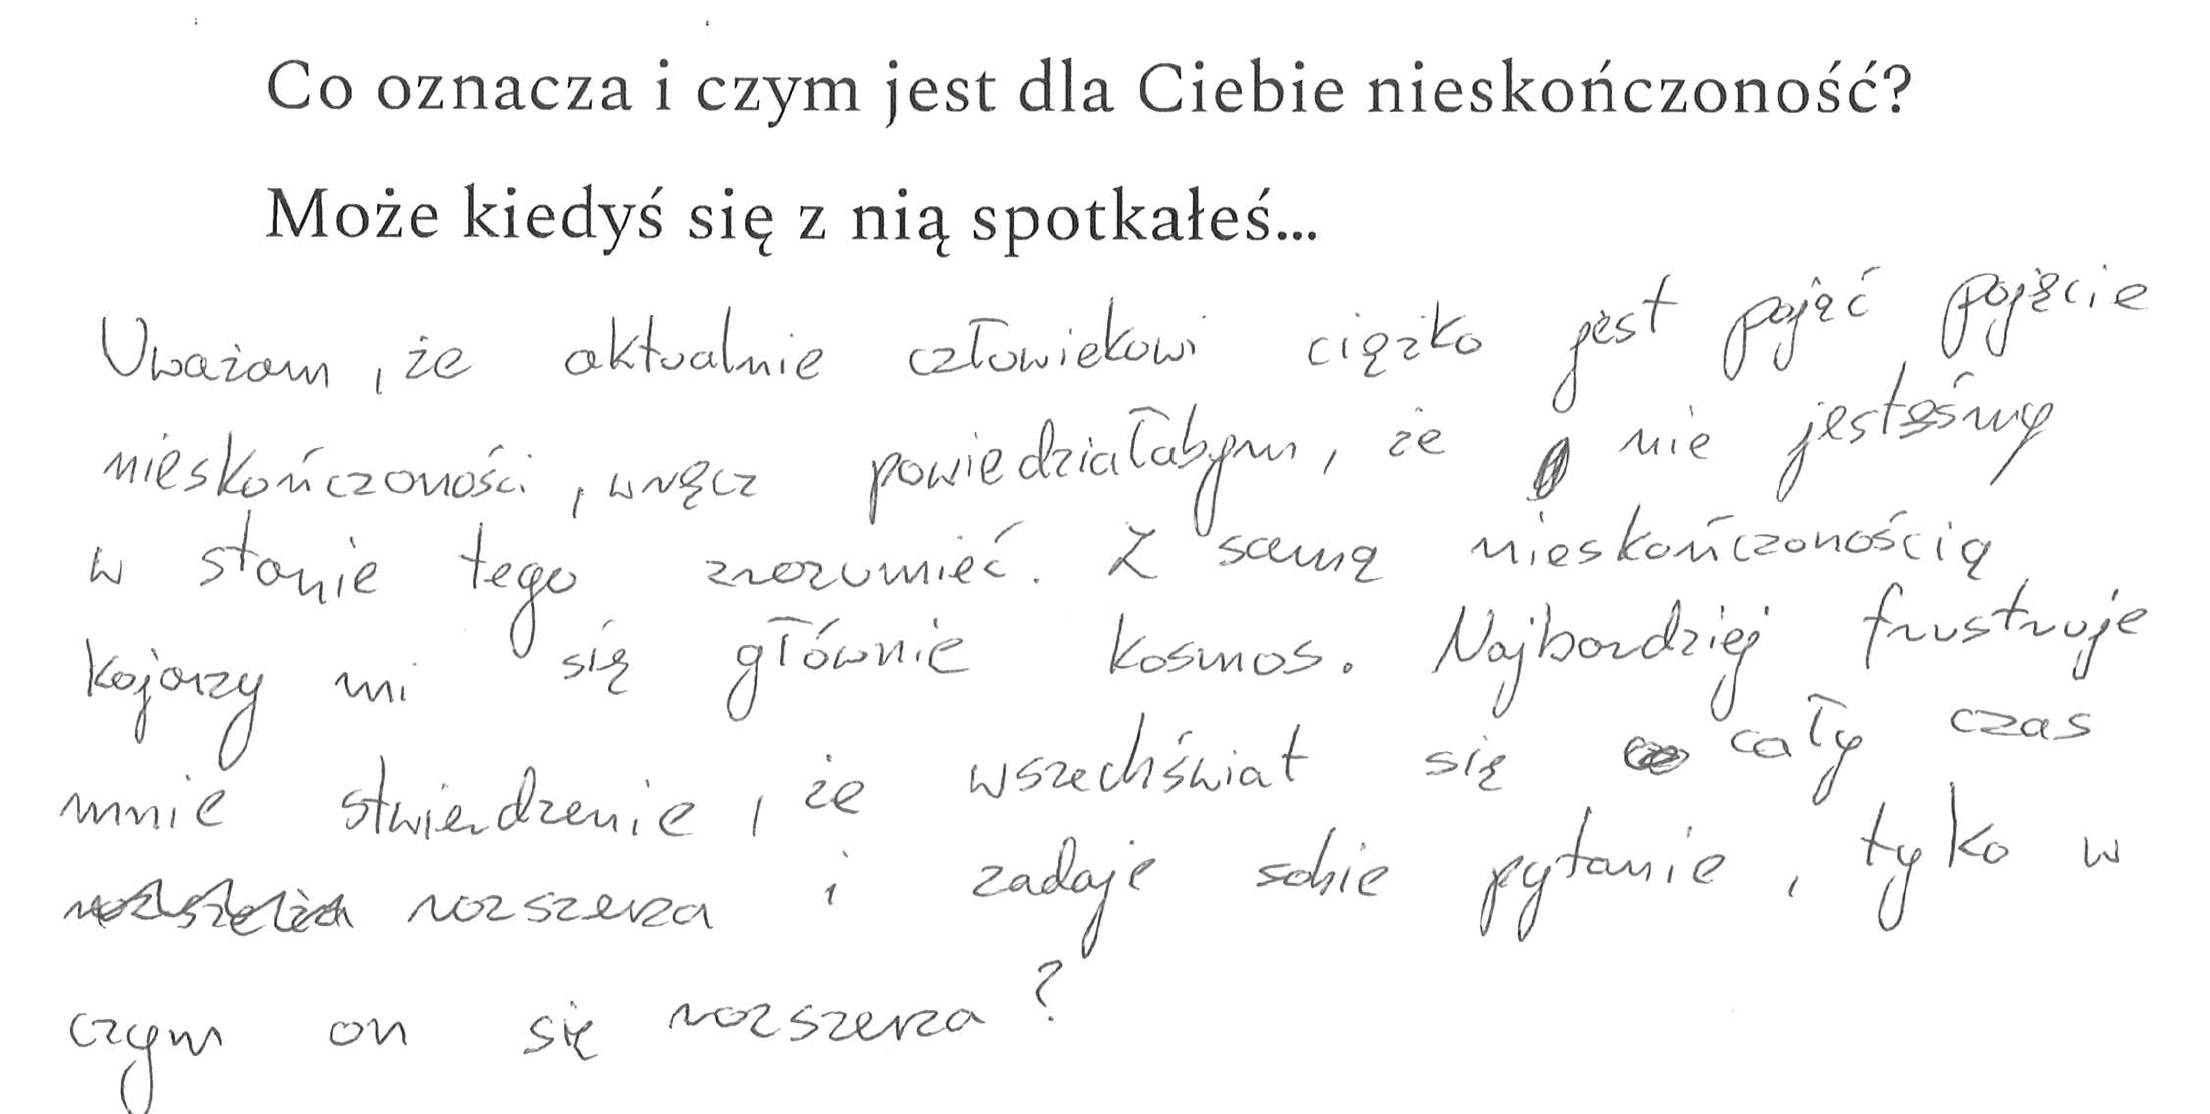 Co oznacza i czym jest dla Ciebie nieskończoność?
Może kiedyś się z nią spotkałeś...
Uważam, że aktualnie człowiekowi ciężko jest pojąć pojęcie
nieskończoności, wręcz powiedziałabym, że nie jesteśmy
w stanie tego zrozumieć. Z samą nieskończonością
kojarzy mi się głównie kosmos. Najbardziej frustruje
mnie stwierdzenie, że wszechświat się cały czas
rozszerza i zadaje sobie pytanie, tyko w
czym on się rozszerza?